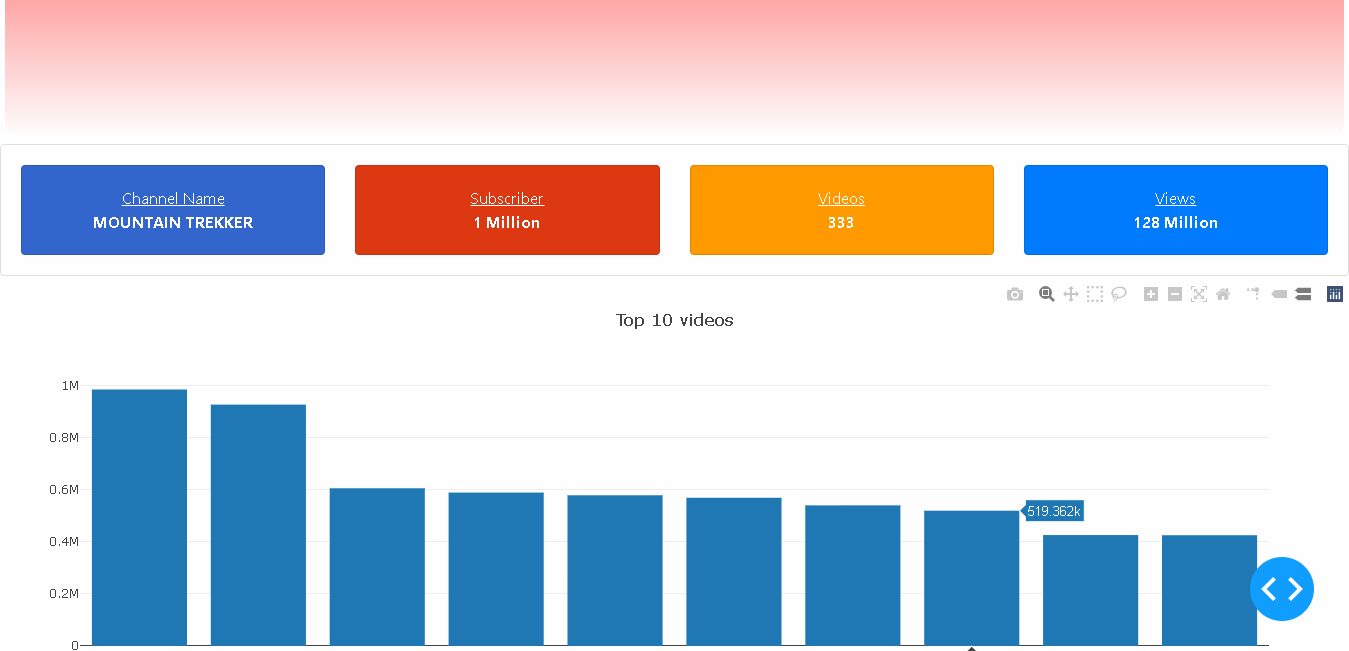 Channel Name
MOUNTAIN TREKKER
Subscriber
1 Million
Videos
333
Views
128 Million
Top 10 videos
1M
0.8M
0.6M
519.362k
0.4M
0.2M
0